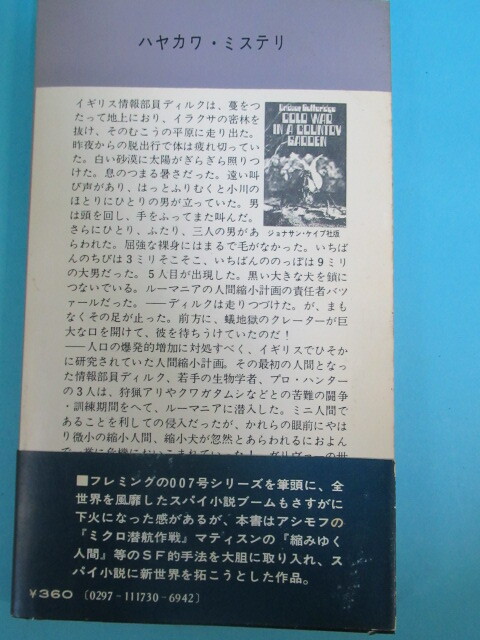 ハヤカワ・ミステリ
イギリス情報部員ディルクは、蔓をつ
たって地上におり、イラクサの密林を
抜け、そのむこうの平原に走り出た。
昨夜からの脱出行で体は疲れ切ってい
た。白い砂漠に太陽がぎらぎら照りつ
けた。息のつまる暑さだった。遠い叫
び声があり、はっとふりむくと小川の
ほとりにひとりの男が立っていた。男
は頭を回し、手をふってまた叫んだ。
さらにひとり、ふたり、三人の男があ
らわれた。屈強な裸身にはまるで毛がなかった。いちば
んのちびは3ミリそこそこ、いちばんののっぽは9ミリ
の大男だった。5人目が出現した。黒い大きな犬を鎖に
つないでいる。ルーマニアの人間縮小計画の責任者バツ
ァールだった。——ディルクは走りつづけた。が、まも
なくその足が止った。前方に、蟻地獄のクレーターが巨
大な口を開けて、彼を待ちうけていたのだ！
——人口の爆発的増加に対処すべく、イギリスでひそか
に研究されていた人間縮小計画。その最初の人間となっ
た情報部員ディルク、若手の生物学者、プロ・ハンター
の3人は、狩猟アリやクワガタムシなどとの苦難の闘争
・訓練期間をへて、ルーマニアに潜入した。ミニ人間で
あることを利しての侵入だったが、かれらの眼前にやは
り微小の縮小人間、縮小犬が忽然とあらわれるにおよん
Lindsay Gutteridge
COLD WAR
IN A COUNTRY
GARDEN
ジョナサン・ケイプ社版
■フレミングの007号シリーズを筆頭に、全
世界を風靡したスパイ小説ブームもさすがに
下火になった感があるが、本書はアシモフの
『ミクロ潜航作戦』マティスンの『縮みゆく
人間』等のSF的手法を大胆に取り入れ、ス
パイ小説に新世界を拓こうとした作品。
¥360 (0297-111730-6942)